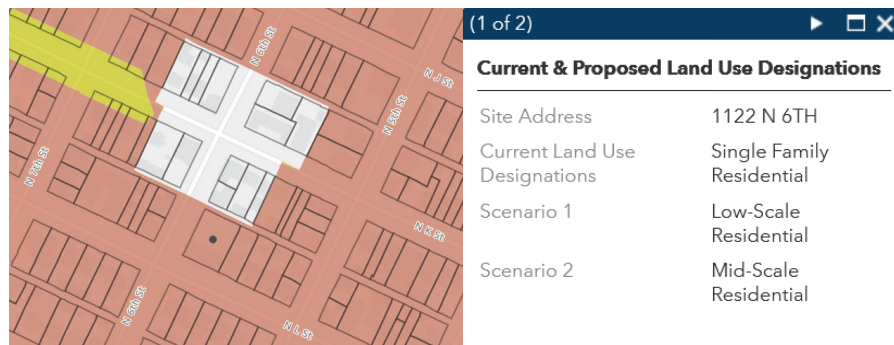 N 6th St
N J St
N 5th St
N 7th St
N K St
N 6th St
N L St
(1 of 2)
Current & Proposed Land Use Designations
Site Address 1122 N 6TH
Current Land Use Single Family
Designations Residential
Scenario 1 Low-Scale
Residential
Scenario 2 Mid-Scale
Residential